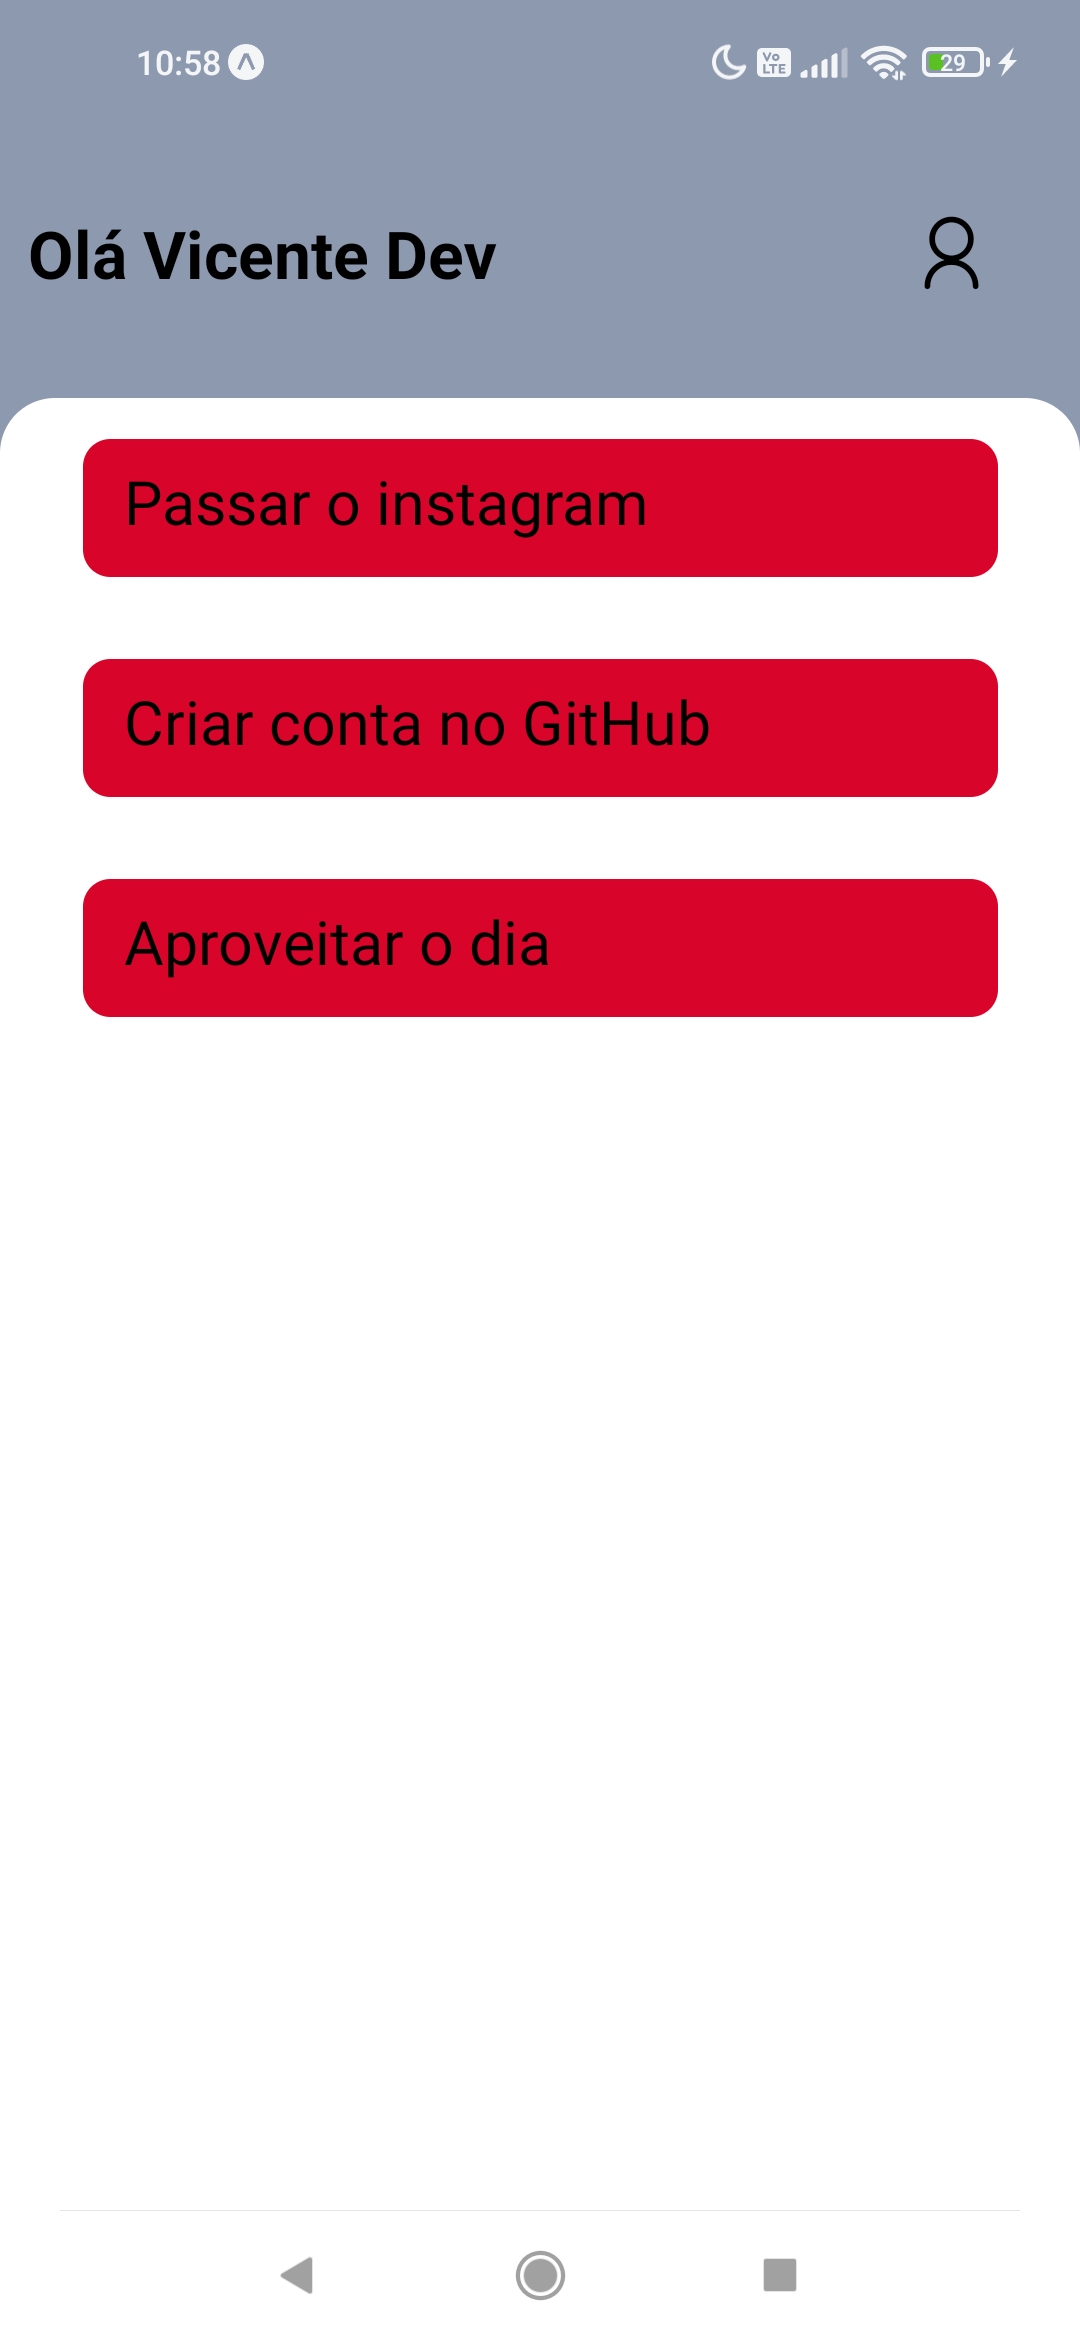 10:58
Vo
LTE
29
Olá Vicente Dev
Passar o instagram
Criar conta no GitHub
Aproveitar o dia